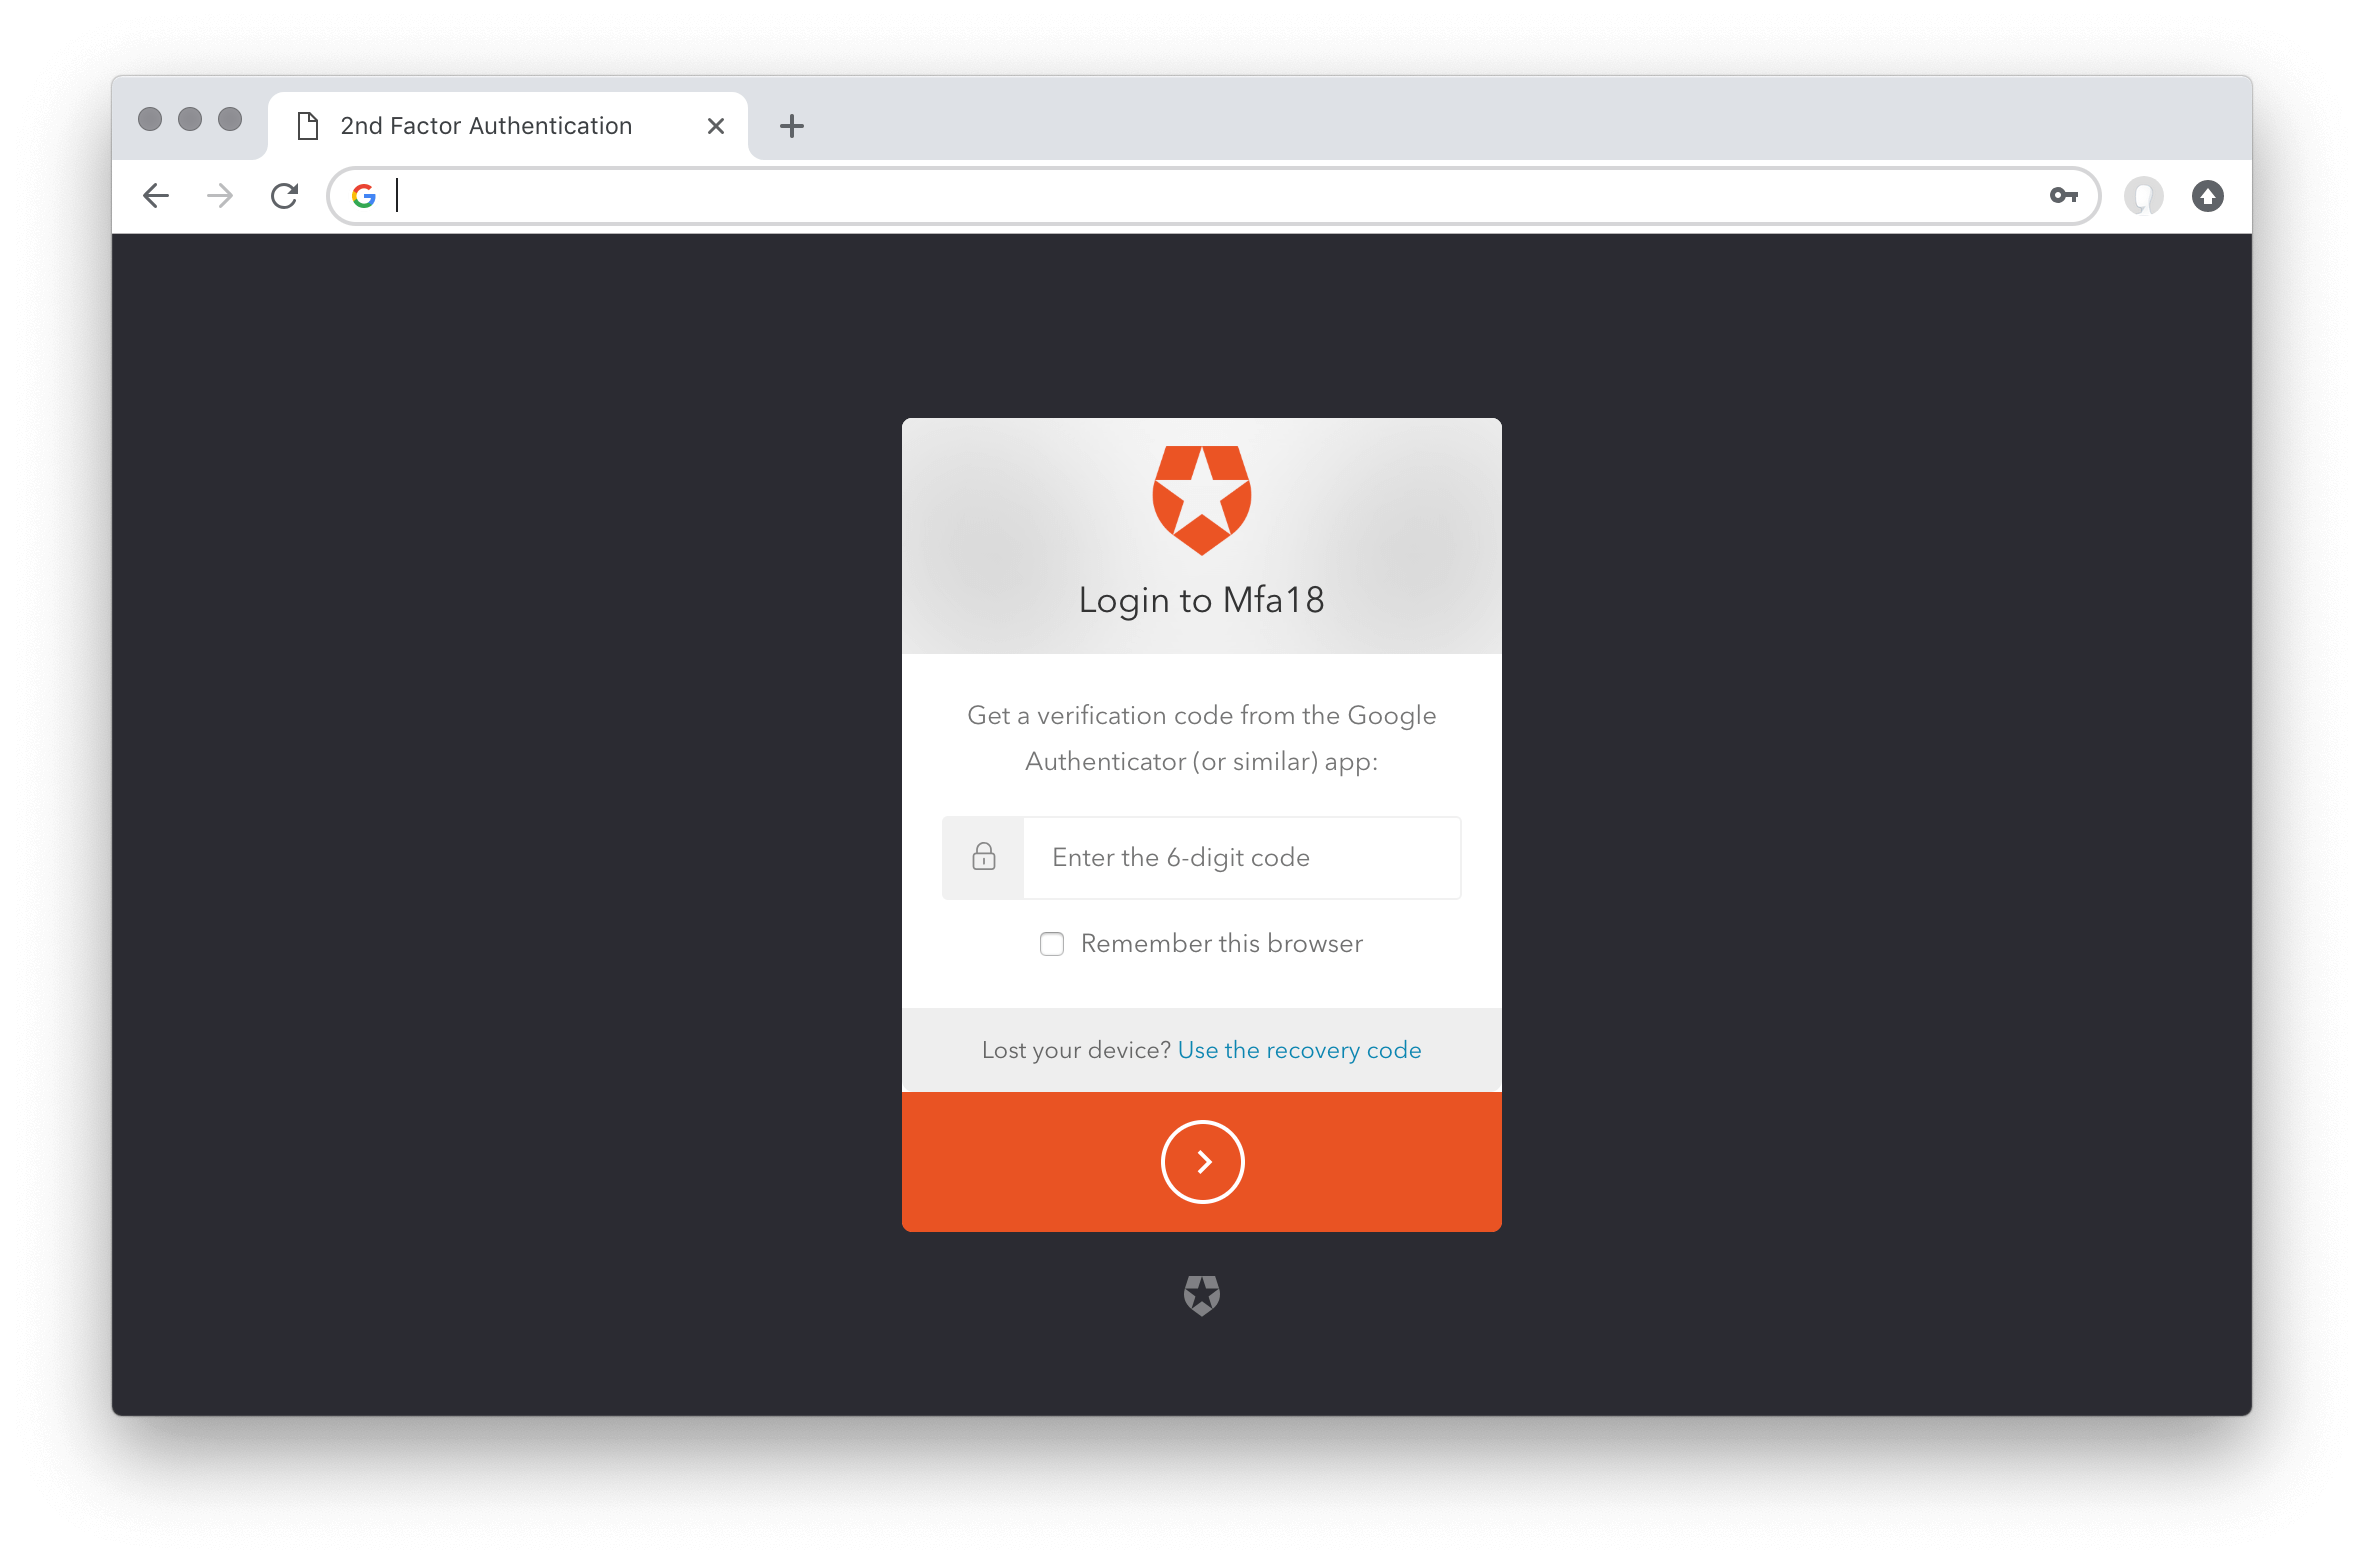 2nd Factor Authentication
Login to Mfa18
Get a verification code from the Google
Authenticator (or similar) app:
Enter the 6-digit code
Remember this browser
Lost your device? Use the recovery code